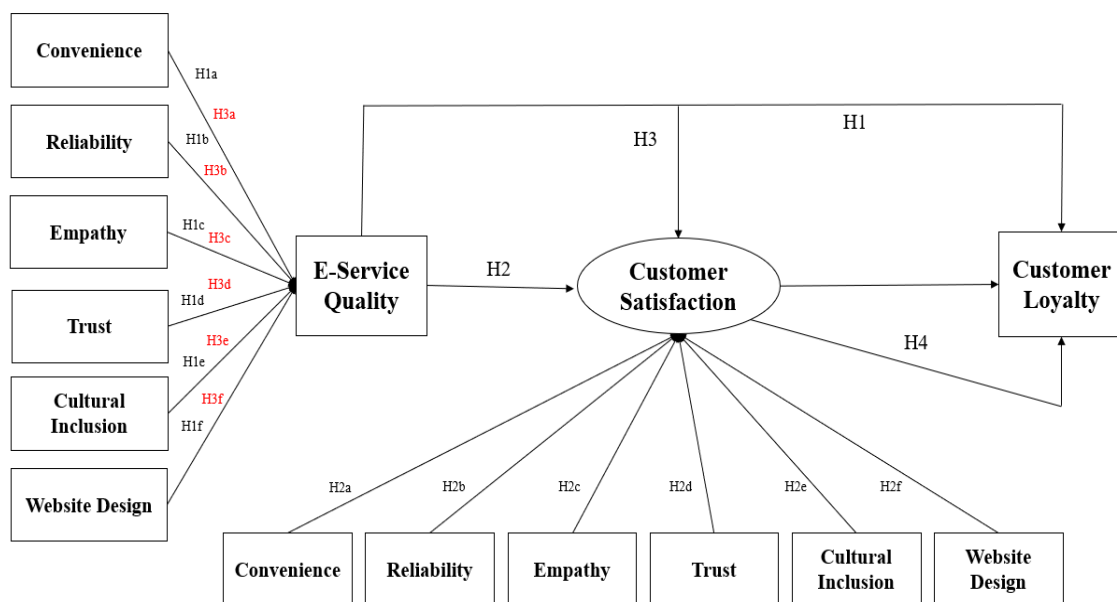 Convenience
H1a
H3a
Reliability
H1b
H3b
Empathy
H1c
H3c
Trust
H3d
H1d
Cultural
Inclusion
H3e
H1e
Website Design
H3f
H1f
E-Service
Quality
H2
H3
H1
Customer
Satisfaction
Customer
Loyalty
H4
H2a
H2b
H2c
H2d
H2e
H2f
Convenience
Reliability
Empathy
Trust
Cultural
Inclusion
Website
Design